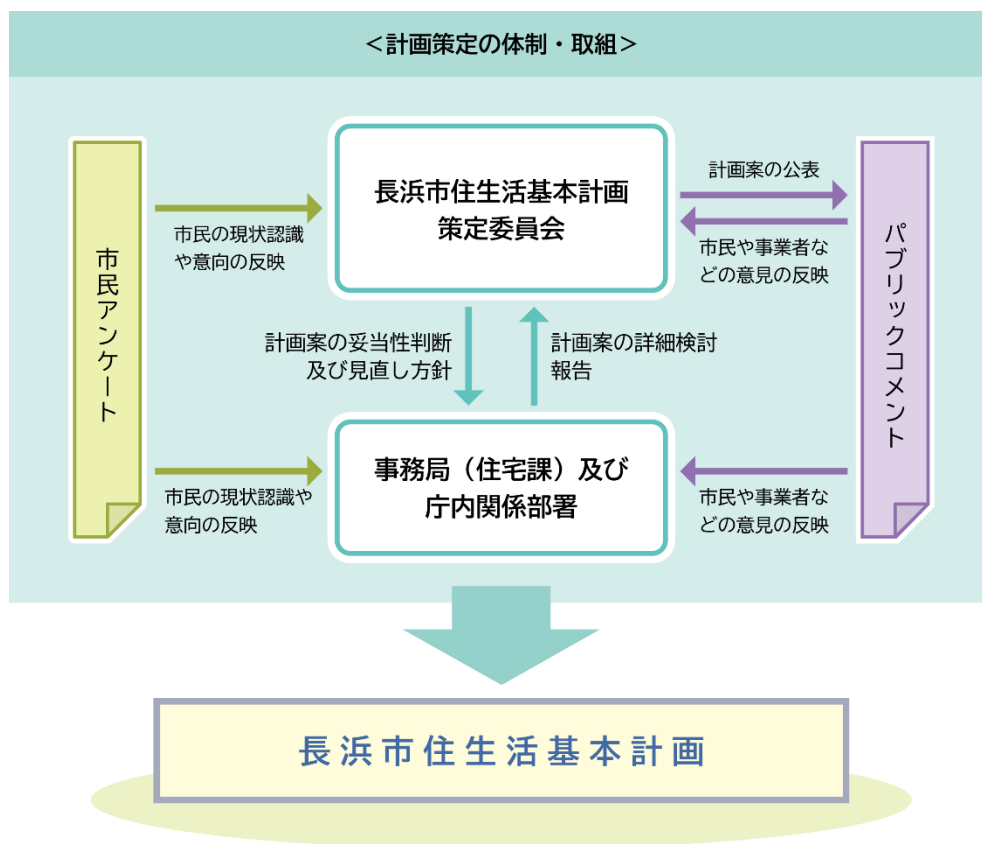 ＜計画策定の体制・取組＞
市民アンケート
市民の現状認識
や意向の反映
長浜市住生活基本計画
策定委員会
計画案の公表
市民や事業者な
どの意見の反映
パブリックコメント
計画案の妥当性判断
及び見直し方針
計画案の詳細検討
報告
市民の現状認識や
意向の反映
事務局（住宅課）及び
庁内関係部署
市民や事業者な
どの意見の反映
長浜市住生活基本計画